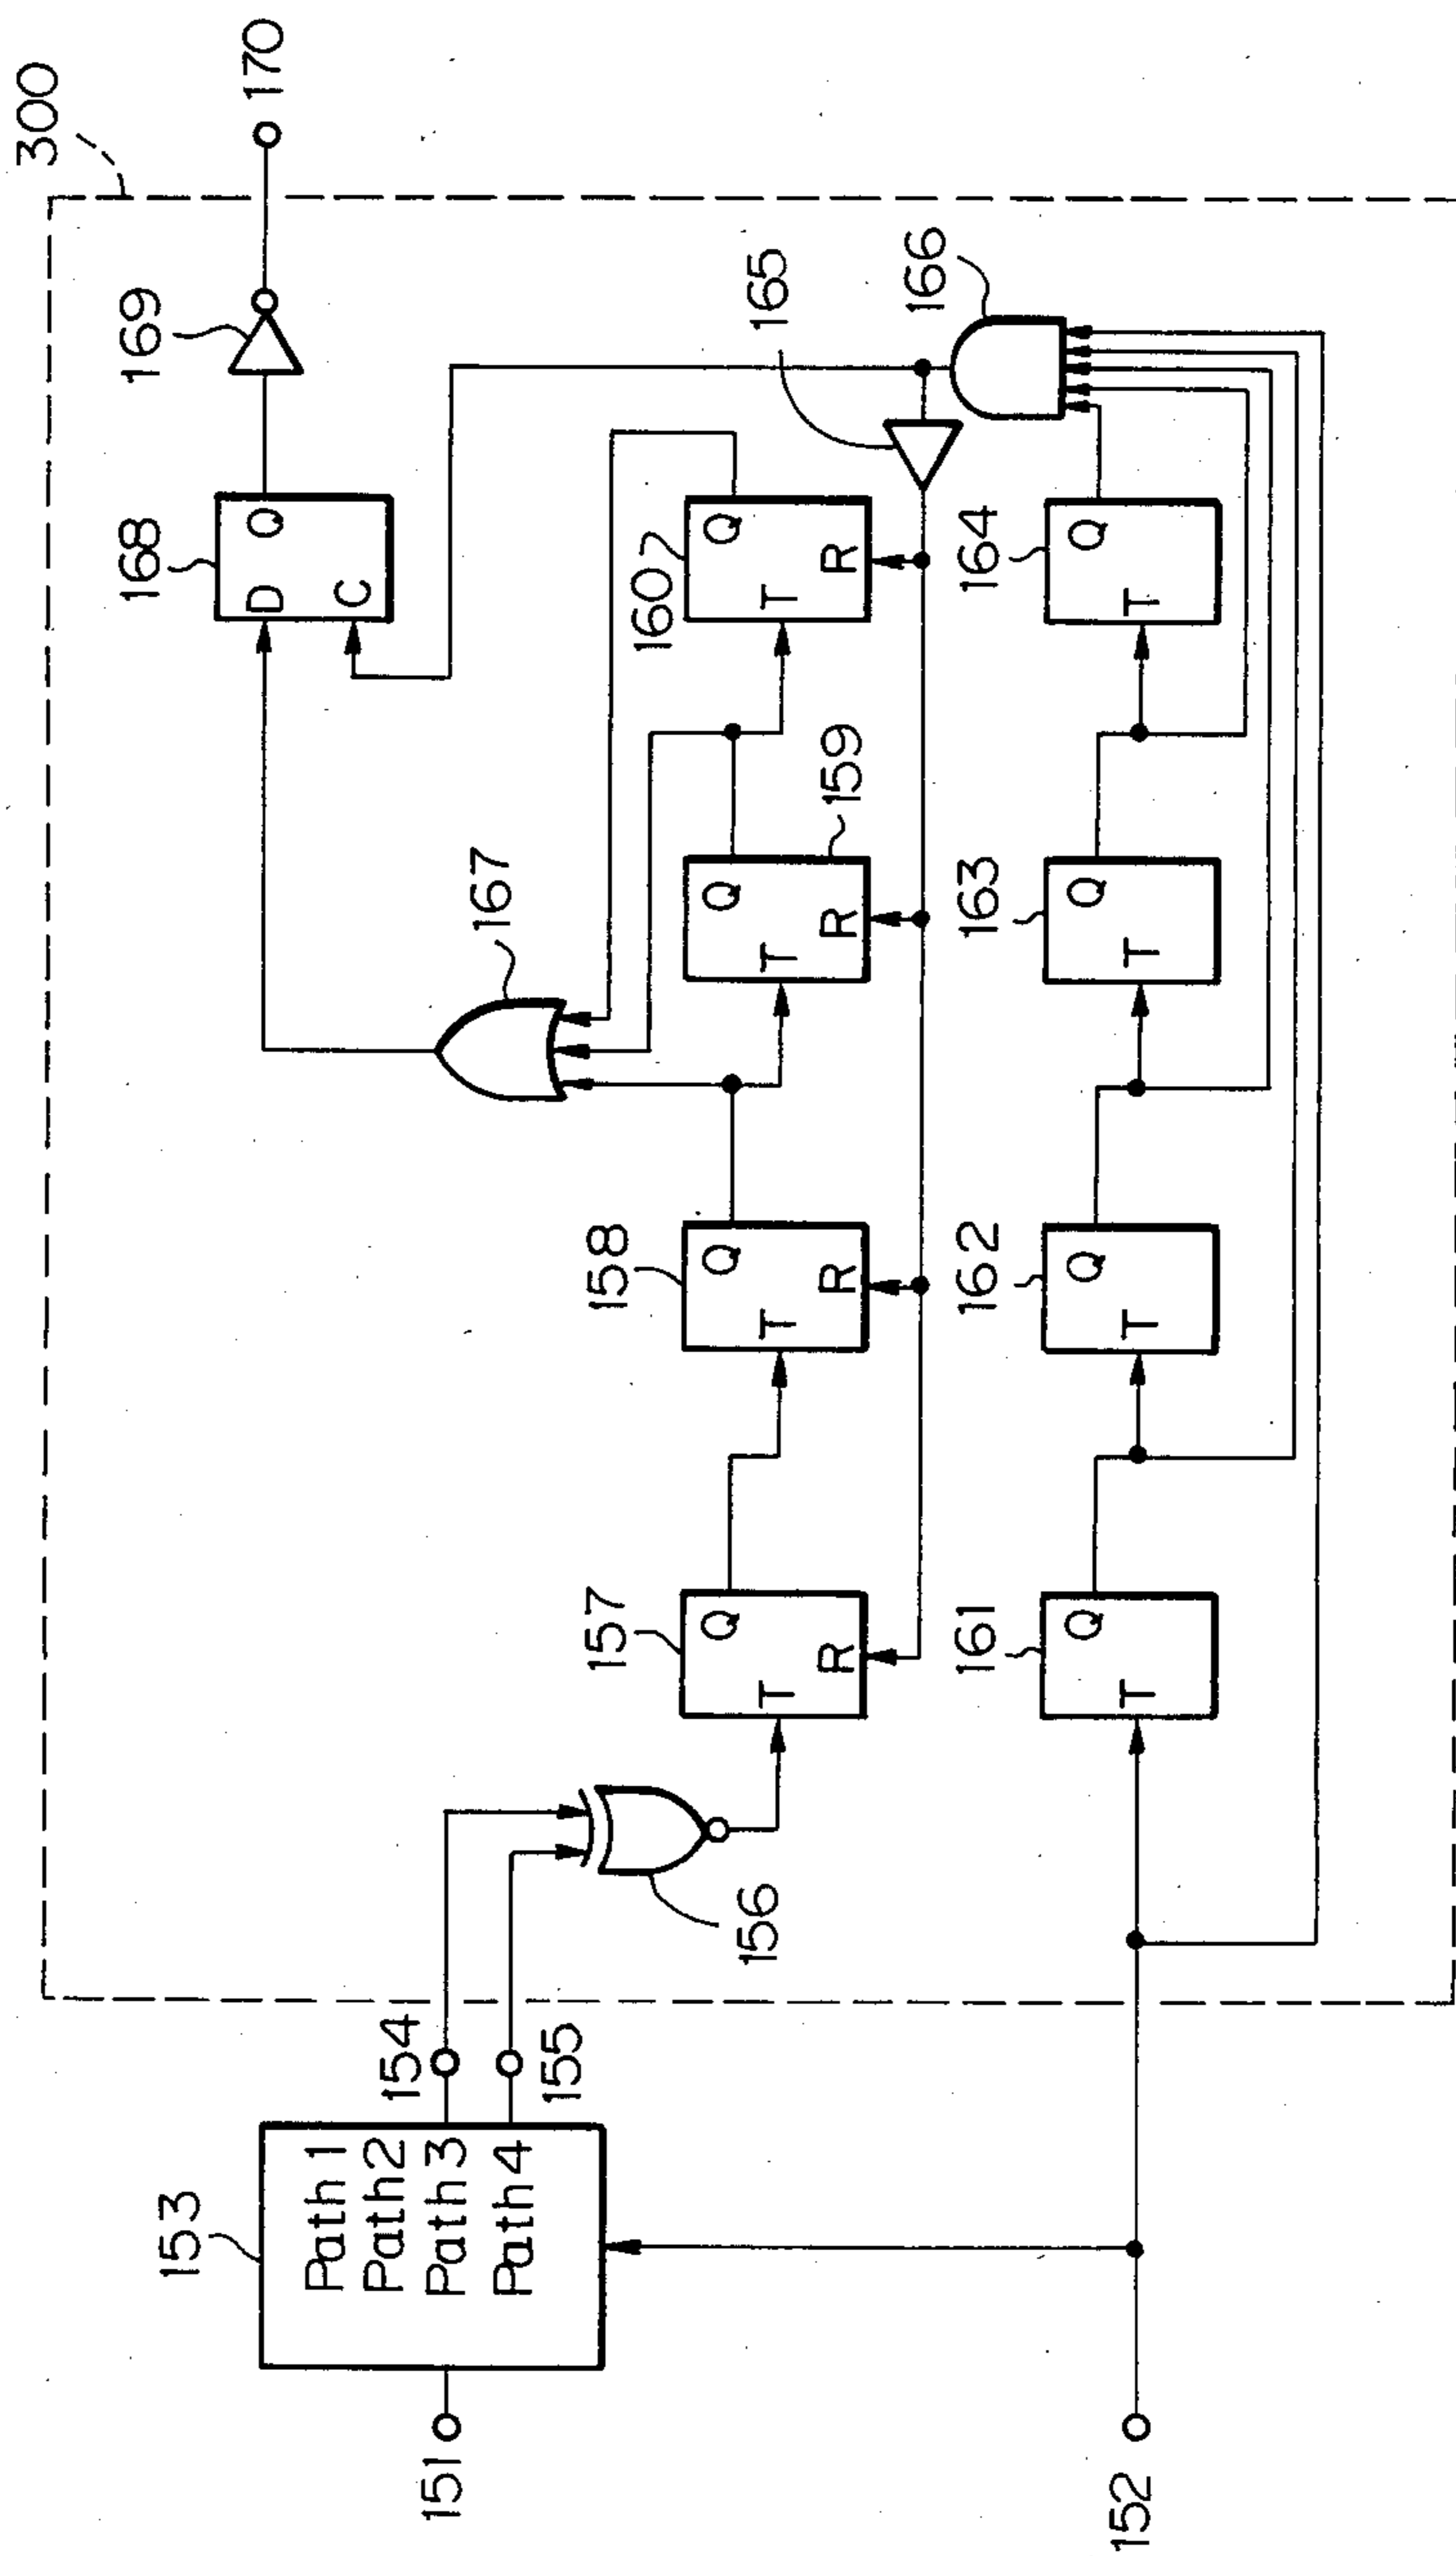 300
170
169
168
D Q
C
167
165
166
160
Q
T
R
159
Q
T
R
158
Q
T
R
157
Q
T
R
164
Q
T
163
Q
T
162
Q
T
161
Q
T
156
154
155
153
Path 1
Path 2
Path 3
Path 4
151
152